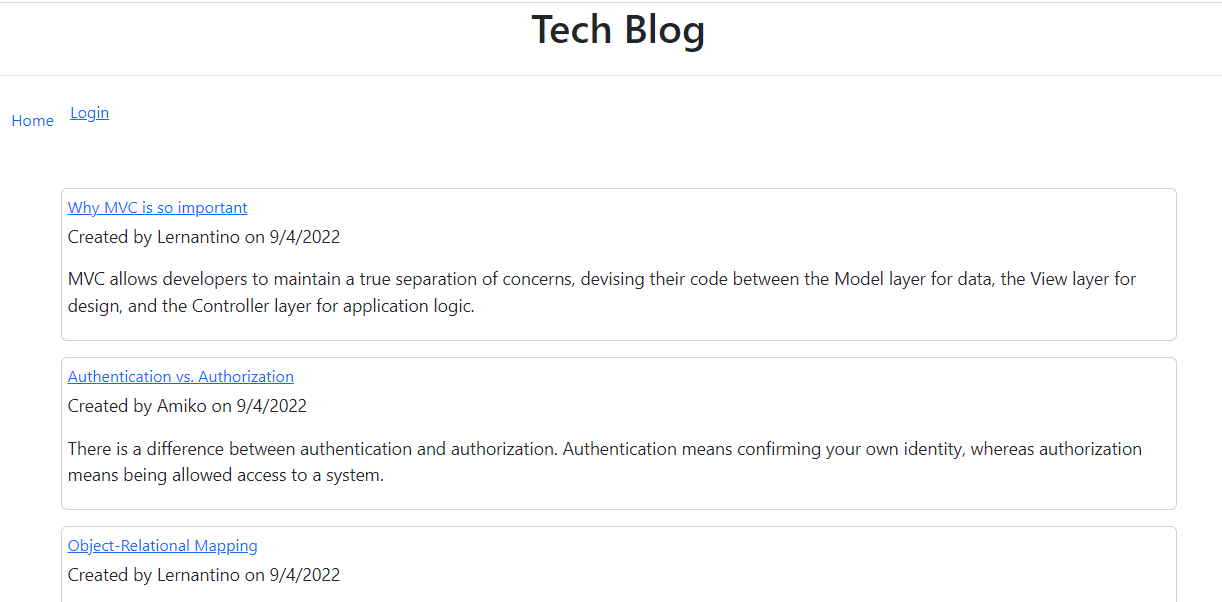 Tech Blog
Home
Login
Why MVC is so important
Created by Lernantino on 9/4/2022
MVC allows developers to maintain a true separation of concerns, devising their code between the Model layer for data, the View layer for
design, and the Controller layer for application logic.
Authentication vs. Authorization
Created by Amiko on 9/4/2022
There is a difference between authentication and authorization. Authentication means confirming your own identity, whereas authorization
means being allowed access to a system.
Object-Relational Mapping
Created by Lernantino on 9/4/2022